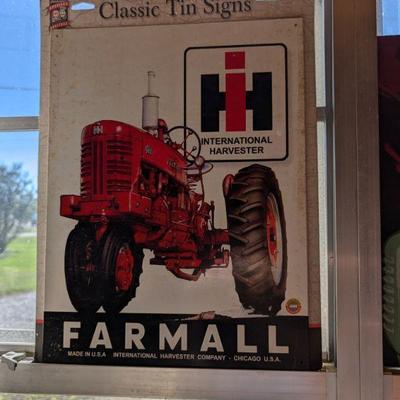 Classic Tin Signs
IH
INTERNATIONAL
HARVESTER
FARMALL
MADE IN U.S.A INTERNATIONAL HARVESTER COMPANY - CHICAGO U.S.A.